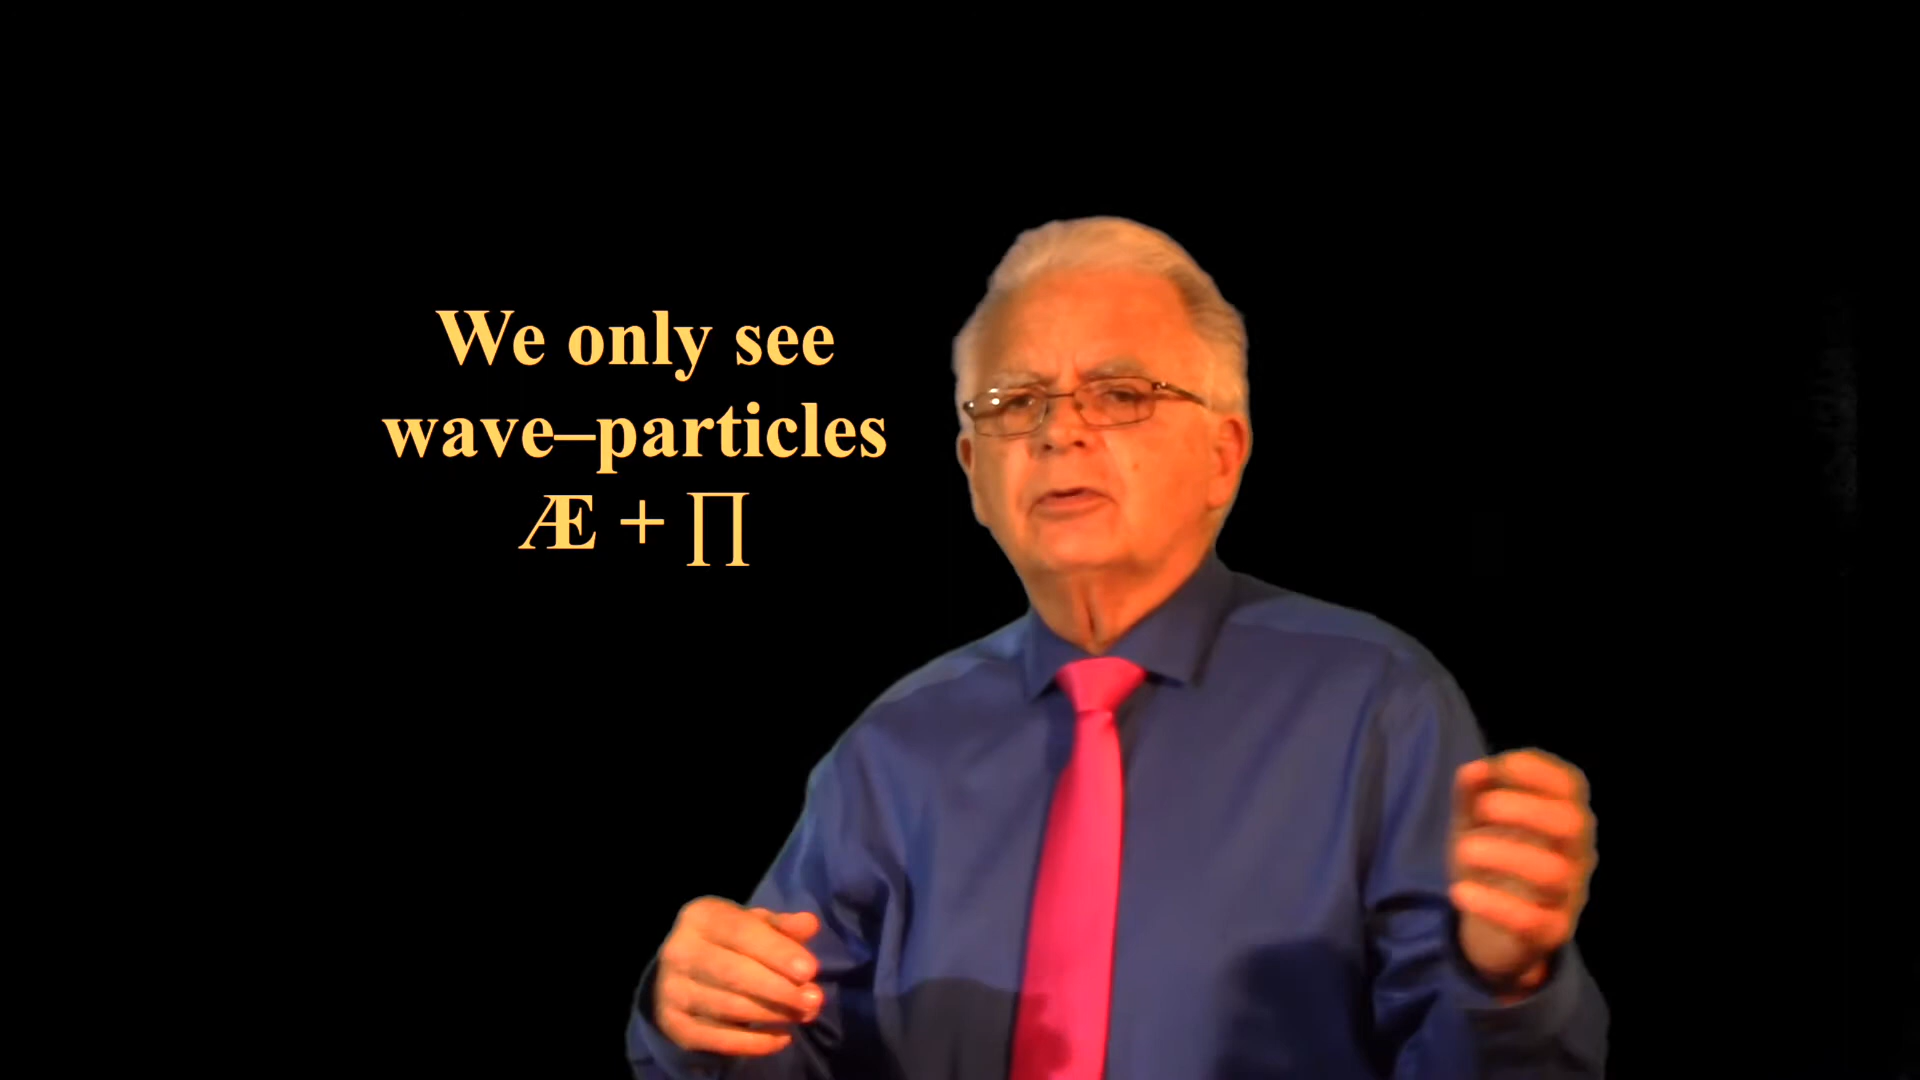 We only see
wave–particles
Æ + ∏